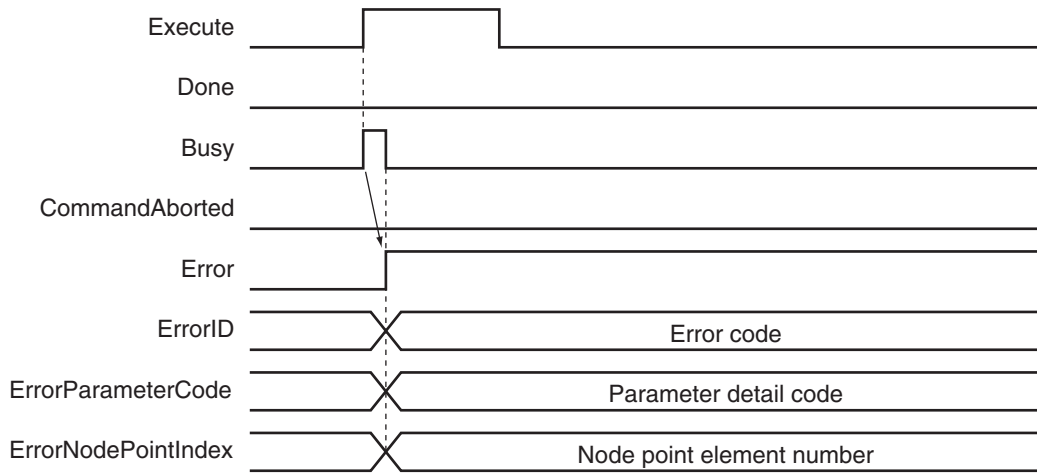 Execute
Done
Busy
CommandAborted
Error
ErrorID
Error code
ErrorParameterCode
Parameter detail code
ErrorNodePointIndex
Node point element number